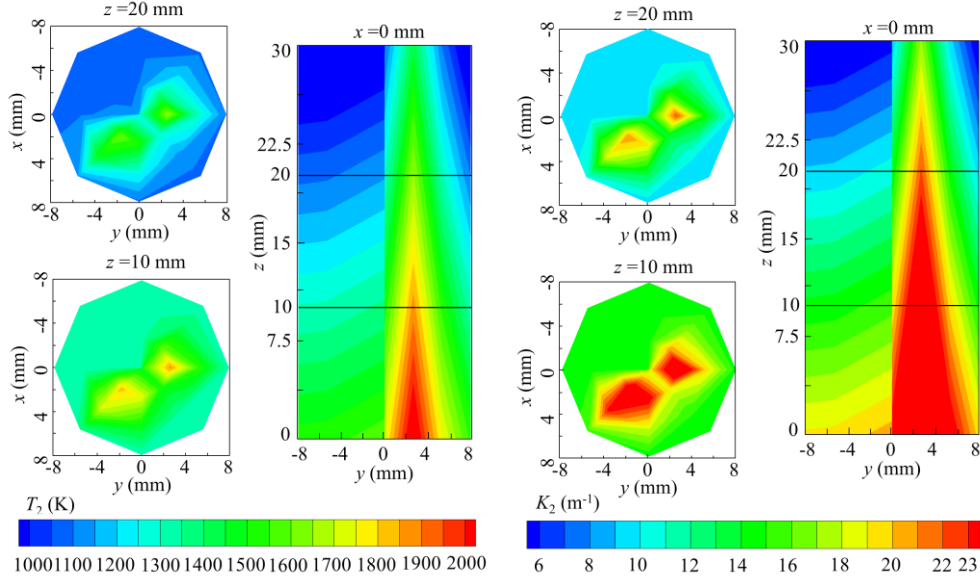 z =20 mm
-8
-4
0
4
8
x (mm)
-8 -4 0 4 8
y (mm)
z =10 mm
-8
-4
0
4
8
x (mm)
-8 -4 0 4 8
y (mm)
x=0 mm
30
22.5
20
15
10
7.5
0
z (mm)
-8 -4 0 4 8
y (mm)
T₂ (K)
1000 1100 1200 1300 1400 1500 1600 1700 1800 1900 2000
z =20 mm
-8
-4
0
4
8
x (mm)
-8 -4 0 4 8
y (mm)
z =10 mm
-8
-4
0
4
8
x (mm)
-8 -4 0 4 8
y (mm)
x=0 mm
30
22.5
20
15
10
7.5
0
z (mm)
-8 -4 0 4 8
y (mm)
K₂ (m⁻¹)
6 8 10 12 14 16 18 20 22 23